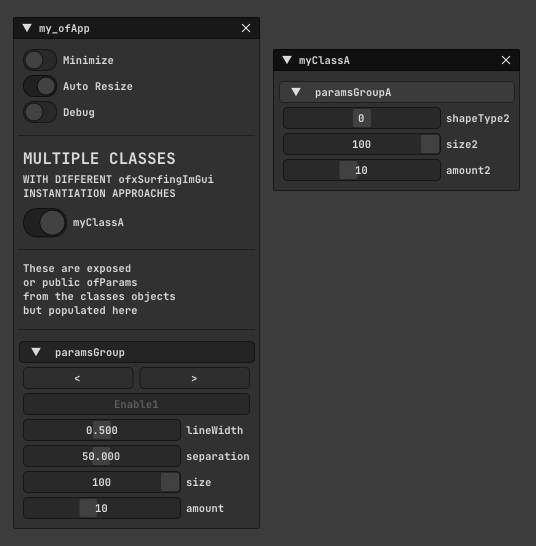 my_ofApp
Minimize
Auto Resize
Debug
MULTIPLE CLASSES
WITH DIFFERENT ofxSurfingImGui
INSTANTIATION APPROACHES
myClassA
These are exposed
or public ofParams
from the classes objects
but populated here
paramsGroup
< >
Enable1
0.500 lineWidth
50.000 separation
100 size
10 amount
myClassA
paramsGroupA
0 shapeType2
100 size2
10 amount2